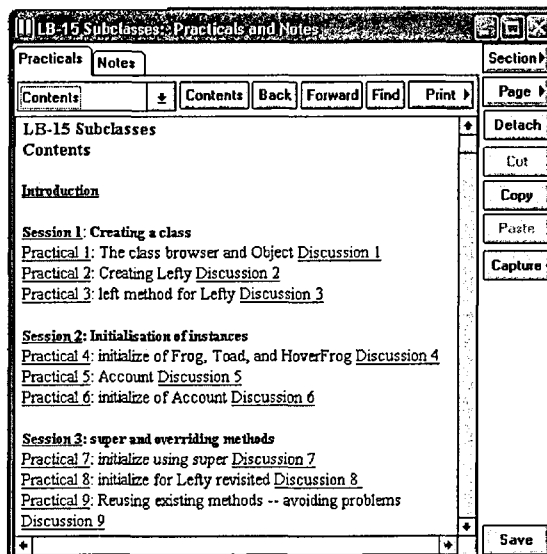 LB-15 Subclasses: Practicals and Notes
Practicals Notes
Section
Contents Contents Back Forward Find Print
Page
LB-15 Subclasses
Detach
Contents
Cut
Copy
Introduction
Paste
Session 1: Creating a class
Practical 1: The class browser and Object Discussion 1
Capture
Practical 2: Creating Lefty Discussion 2
Practical 3: left method for Lefty Discussion 3
Session 2: Initialisation of instances
Practical 4: initialize of Frog, Toad, and HoverFrog Discussion 4
Practical 5: Account Discussion 5
Practical 6: initialize of Account Discussion 6
Session 3: super and overriding methods
Practical 7: initialize using super Discussion 7
Practical 8: initialize for Lefty revisited Discussion 8
Practical 9: Reusing existing methods -- avoiding problems
Discussion 9
Save